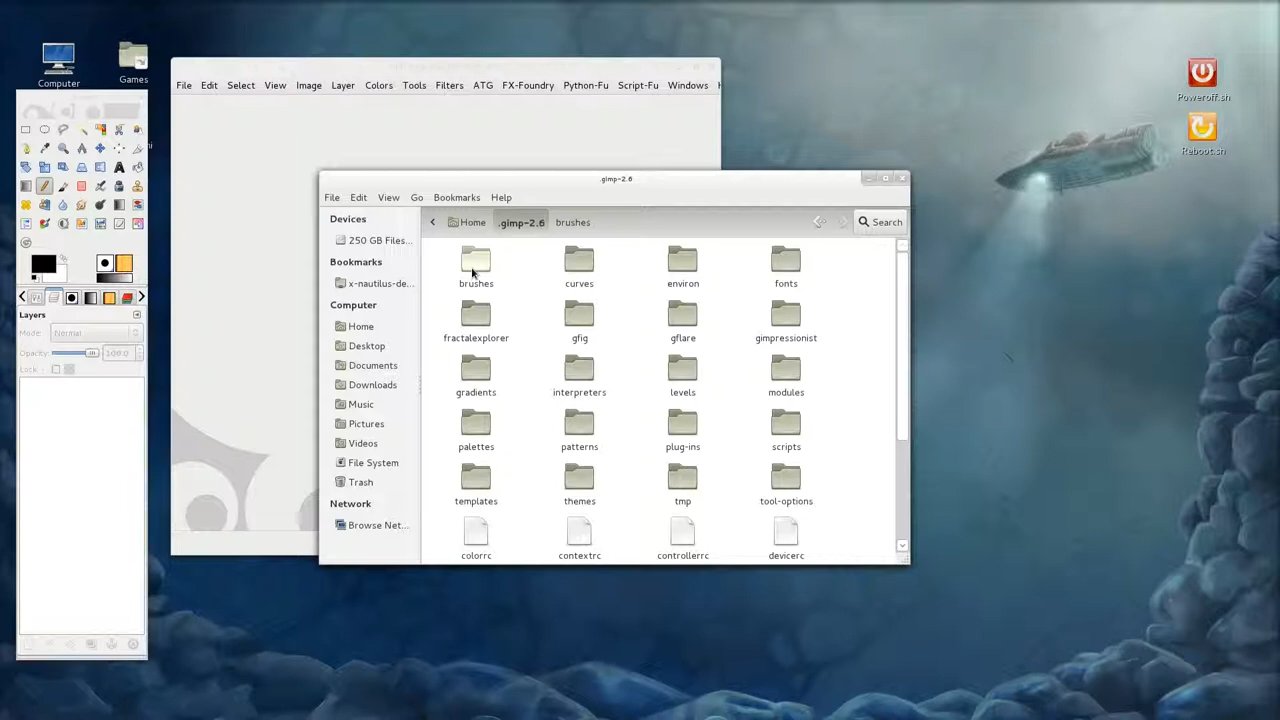 Computer
Games
Poweroff.sh
Reboot.sh
File Edit Select View Image Layer Colors Tools Filters ATG FX-Foundry Python-Fu Script-Fu Windows
.gimp-2.6
File Edit View Go Bookmarks Help
Devices
250 GB Files...
Bookmarks
x-nautilus-de...
Computer
Home
Desktop
Documents
Downloads
Music
Pictures
Videos
File System
Trash
Network
Browse Net...
Home .gimp-2.6 brushes Search
brushes curves environ fonts
fractalexplorer gfig gflare gimpressionist
gradients interpreters levels modules
palettes patterns plug-ins scripts
templates themes tmp tool-options
colorrc contextrc controllerrc devicerc
Layers
Mode: Normal
Opacity: 100.0
Lock: